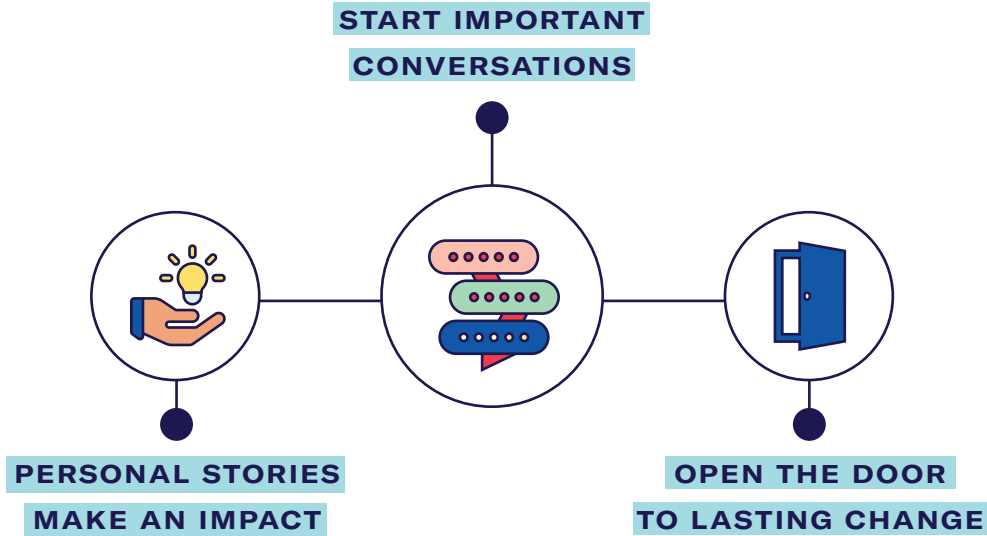 START IMPORTANT
CONVERSATIONS
PERSONAL STORIES
MAKE AN IMPACT
OPEN THE DOOR
TO LASTING CHANGE